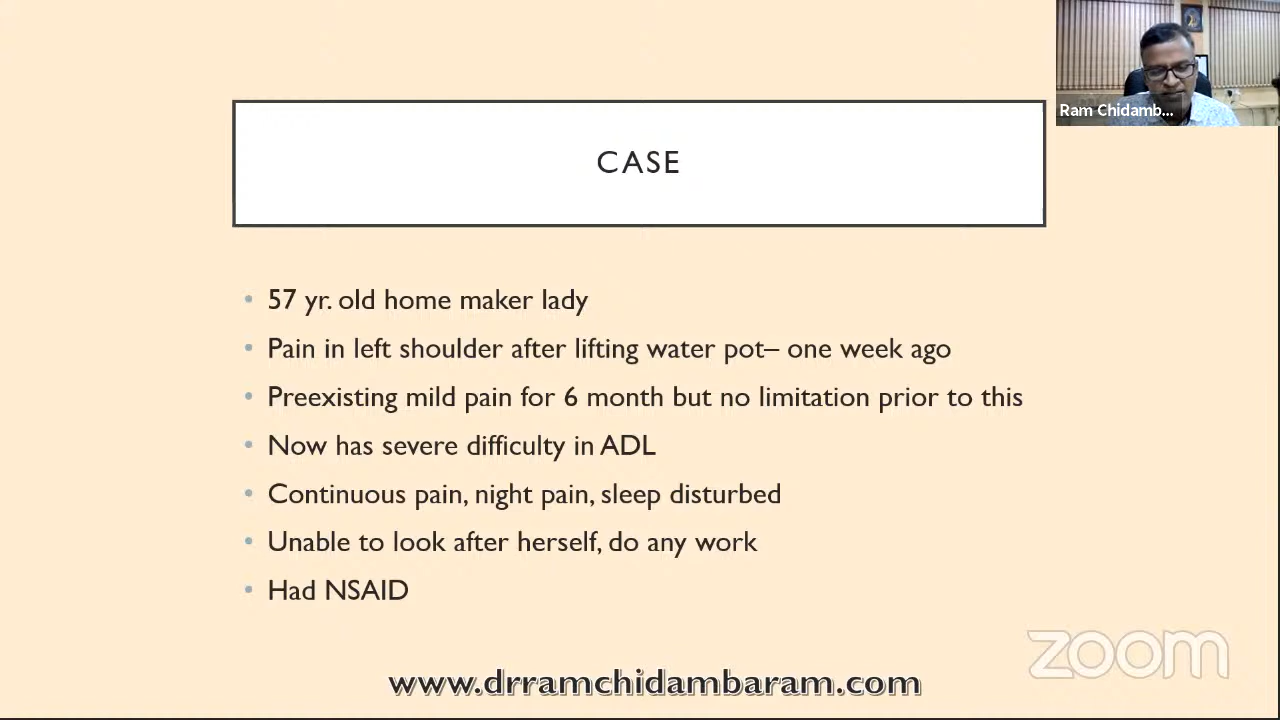 Ram Chidamb...
CASE
57 yr. old home maker lady
Pain in left shoulder after lifting water pot– one week ago
Preexisting mild pain for 6 month but no limitation prior to this
Now has severe difficulty in ADL
Continuous pain, night pain, sleep disturbed
Unable to look after herself, do any work
Had NSAID
zoom
www.drramchidambaram.com